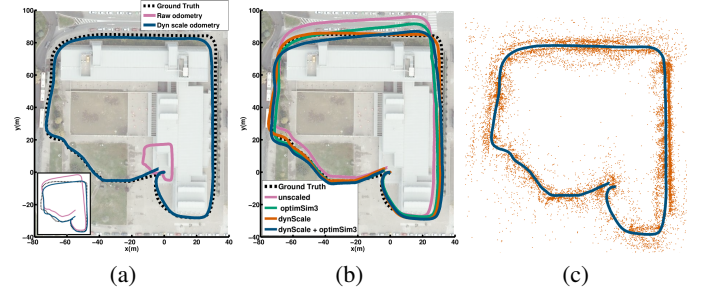 Ground Truth
Raw odometry
Dyn scale odometry
100
80
60
40
20
0
−20
−40
y(m)
−80 −60 −40 −20 0 20 40
x(m)
(a)
100
80
60
40
20
0
−20
−40
y(m)
Ground Truth
unscaled
optimSim3
dynScale
dynScale + optimSim3
−80 −60 −40 −20 0 20 40
x(m)
(b)
(c)